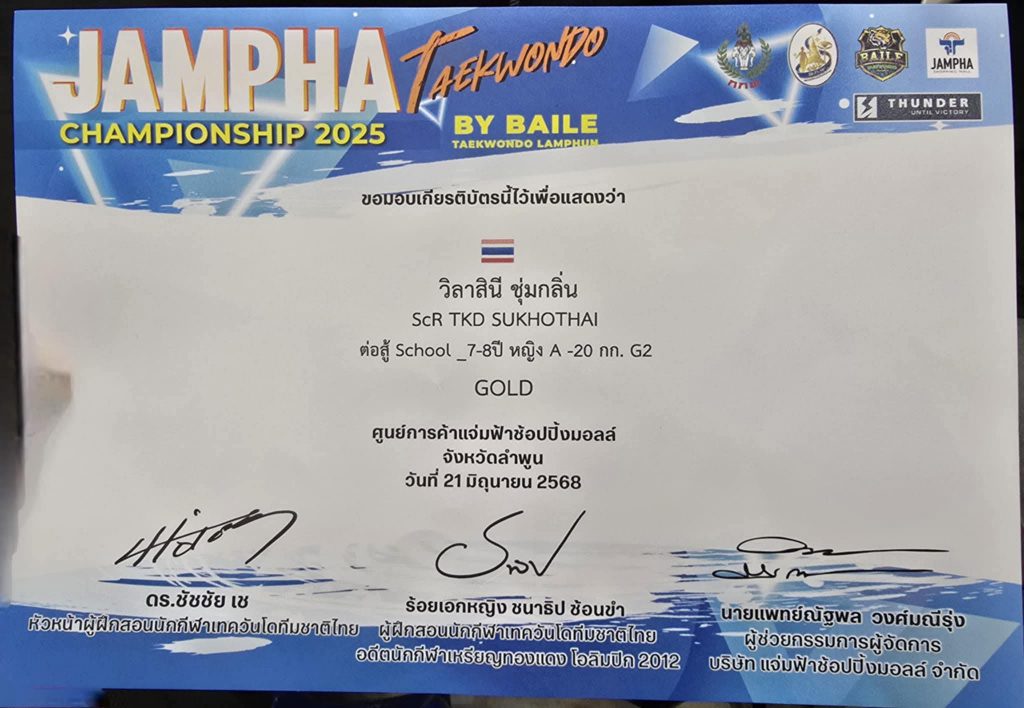 JAMPHA TAEKWONDO
CHAMPIONSHIP 2025
BY BAILE
TAEKWONDO LAMPHUN
กกท
BAILE
JAMPHA
SHOPPING MALL
THUNDER
UNTIL VICTORY
ขอมอบเกียรติบัตรนี้ไว้เพื่อแสดงว่า
วิลาสินี ชุ่มกลิ่น
ScR TKD SUKHOTHAI
ต่อสู้ School _7-8ปี หญิง A -20 กก. G2
GOLD
ศูนย์การค้าแจ่มฟ้าช้อปปิ้งมอลล์
จังหวัดลำพูน
วันที่ 21 มิถุนายน 2568
ดร.ชัชชัย เช
หัวหน้าผู้ฝึกสอนนักกีฬาเทควันโดทีมชาติไทย
ร้อยเอกหญิง ชนาธิป ซ้อนขำ
ผู้ฝึกสอนนักกีฬาเทควันโดทีมชาติไทย
อดีตนักกีฬาเหรียญทองแดง โอลิมปิก 2012
นายแพทย์ณัฐพล วงศ์มณีรุ่ง
ผู้ช่วยกรรมการผู้จัดการ
บริษัท แจ่มฟ้าช้อปปิ้งมอลล์ จำกัด